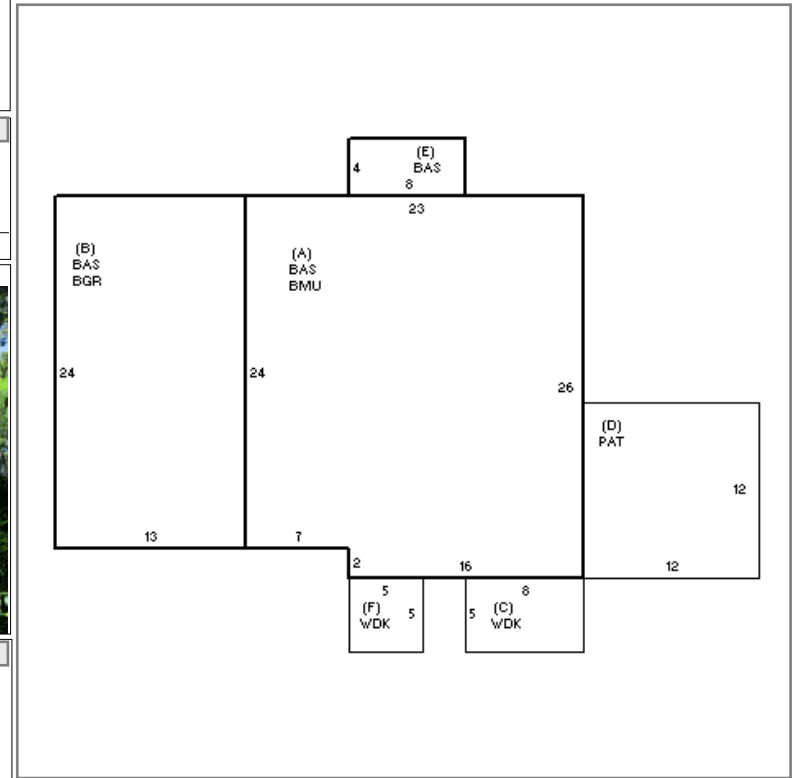 (E)
4 BAS
8
23
(B)
BAS
BGR
(A)
BAS
BMU
24
24
26
(D)
PAT
12
13
7
2
16
12
5
8
(F)
WDK
5
5
(C)
WDK